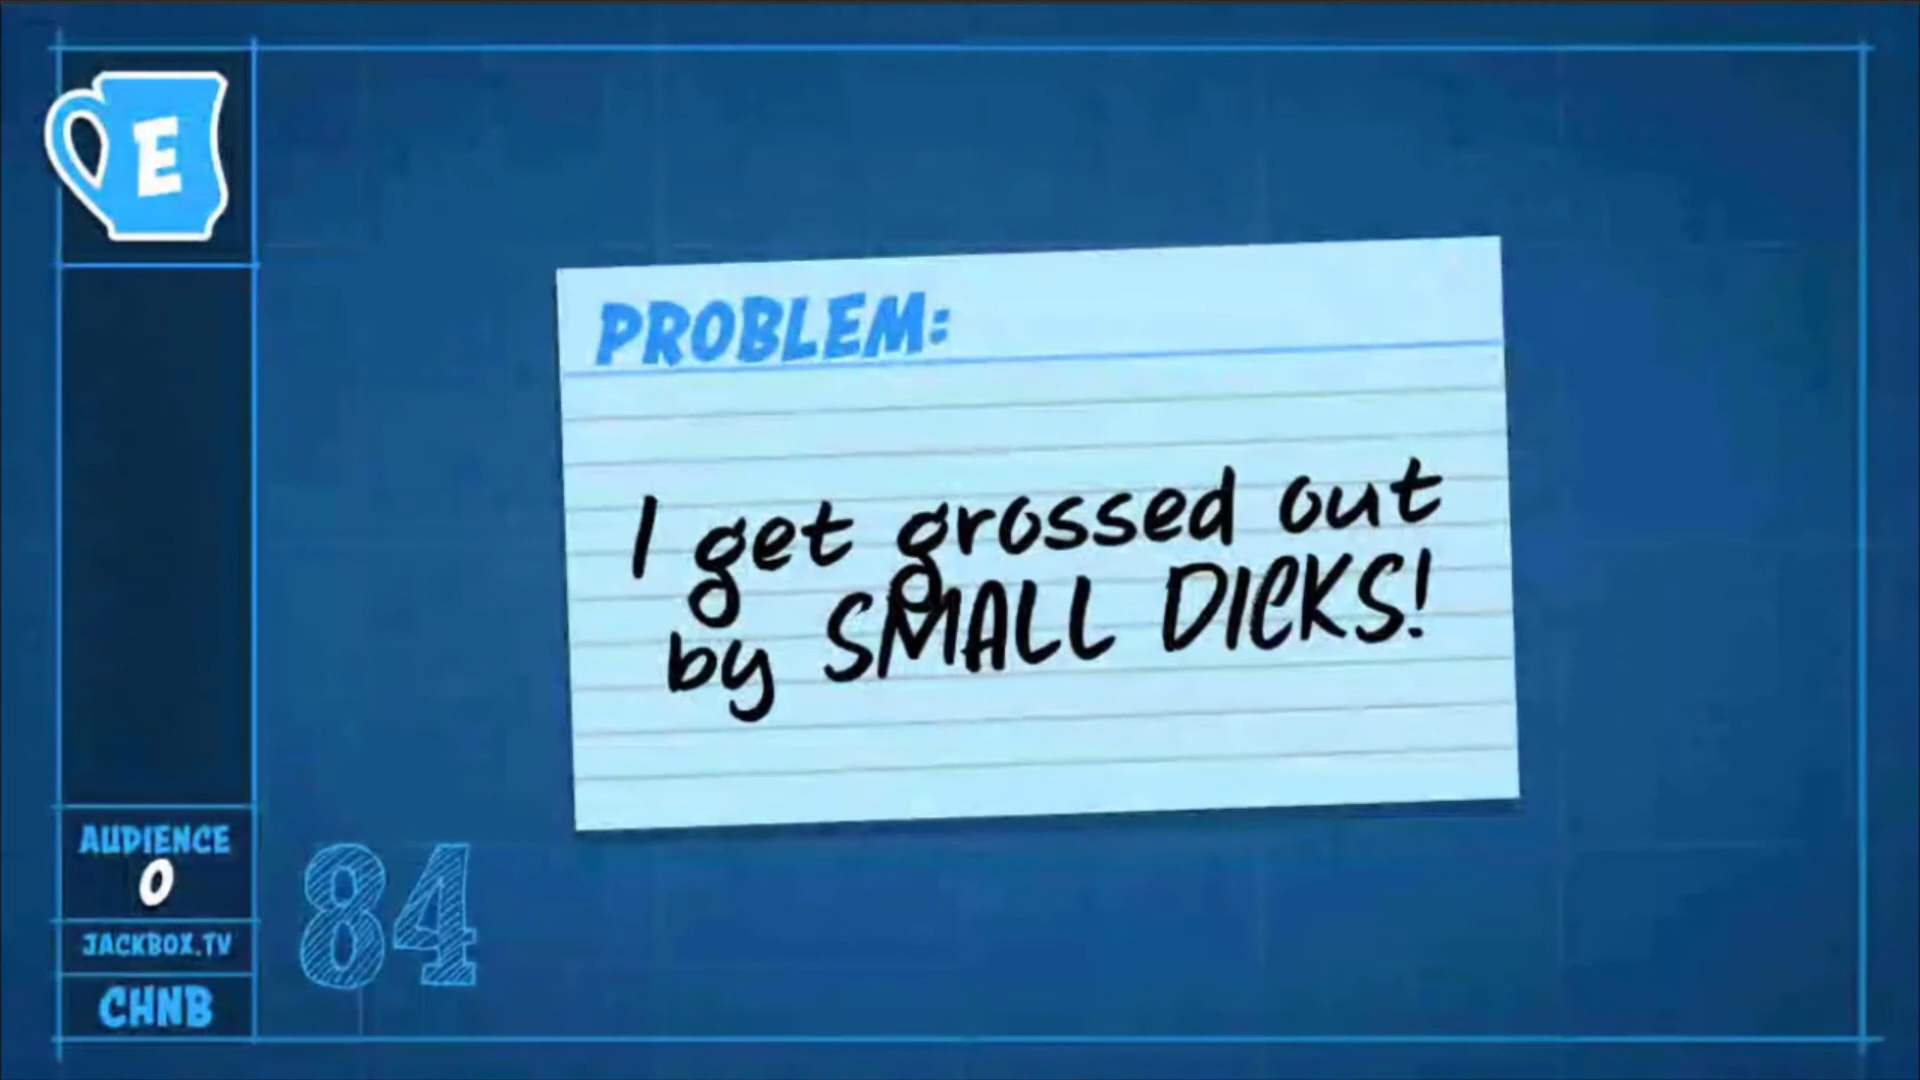 E
PROBLEM:
I get grossed out
by SMALL DICKS!
AUDIENCE
0
JACKBOX.TV
CHNB
84